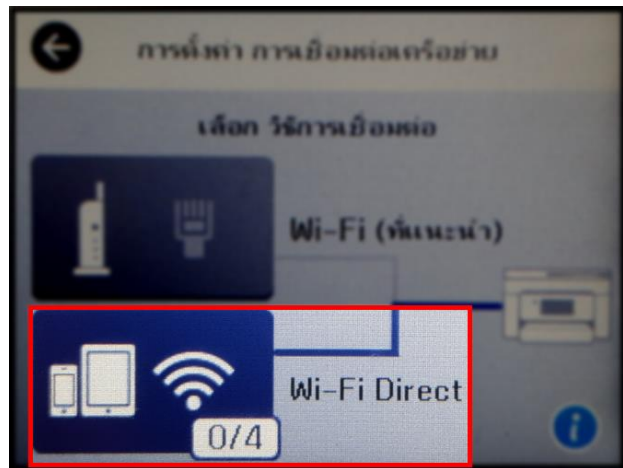 การตั้งค่า การเชื่อมต่อเครือข่าย
เลือก วิธีการเชื่อมต่อ
Wi-Fi (ที่แนะนำ)
Wi-Fi Direct
0/4
i